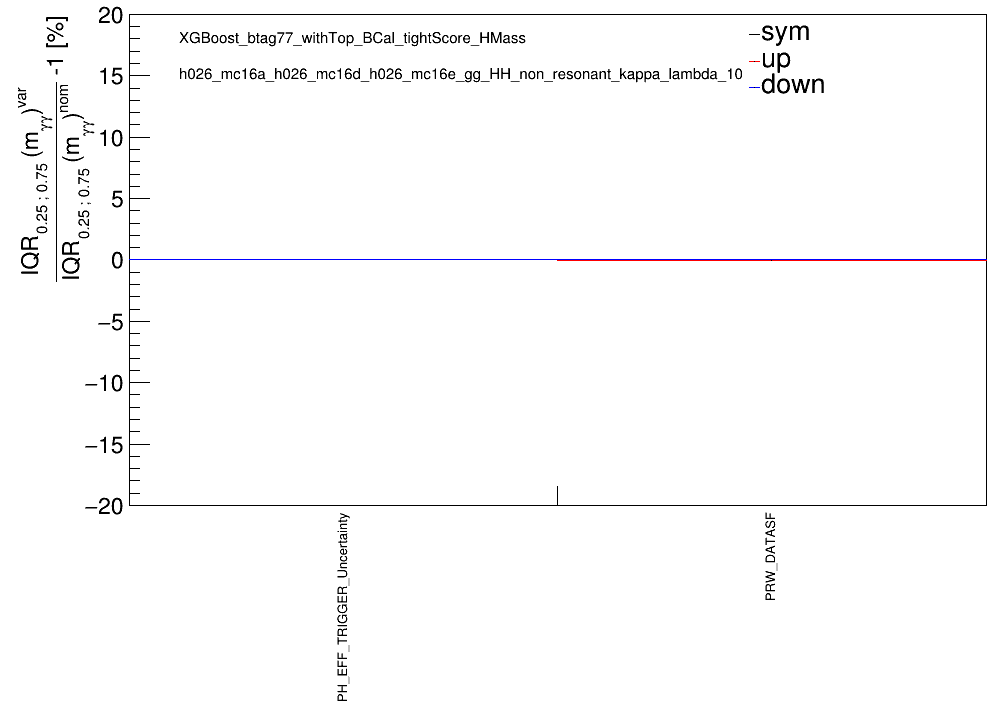 IQR0.25 ; 0.75 (mγγ)var
IQR0.25 ; 0.75 (mγγ)nom -1 [%]
XGBoost_btag77_withTop_BCal_tightScore_HMass
h026_mc16a_h026_mc16d_h026_mc16e_gg_HH_non_resonant_kappa_lambda_10
sym
up
down
20
15
10
5
0
−5
−10
−15
−20
PH_EFF_TRIGGER_Uncertainty
PRW_DATASF